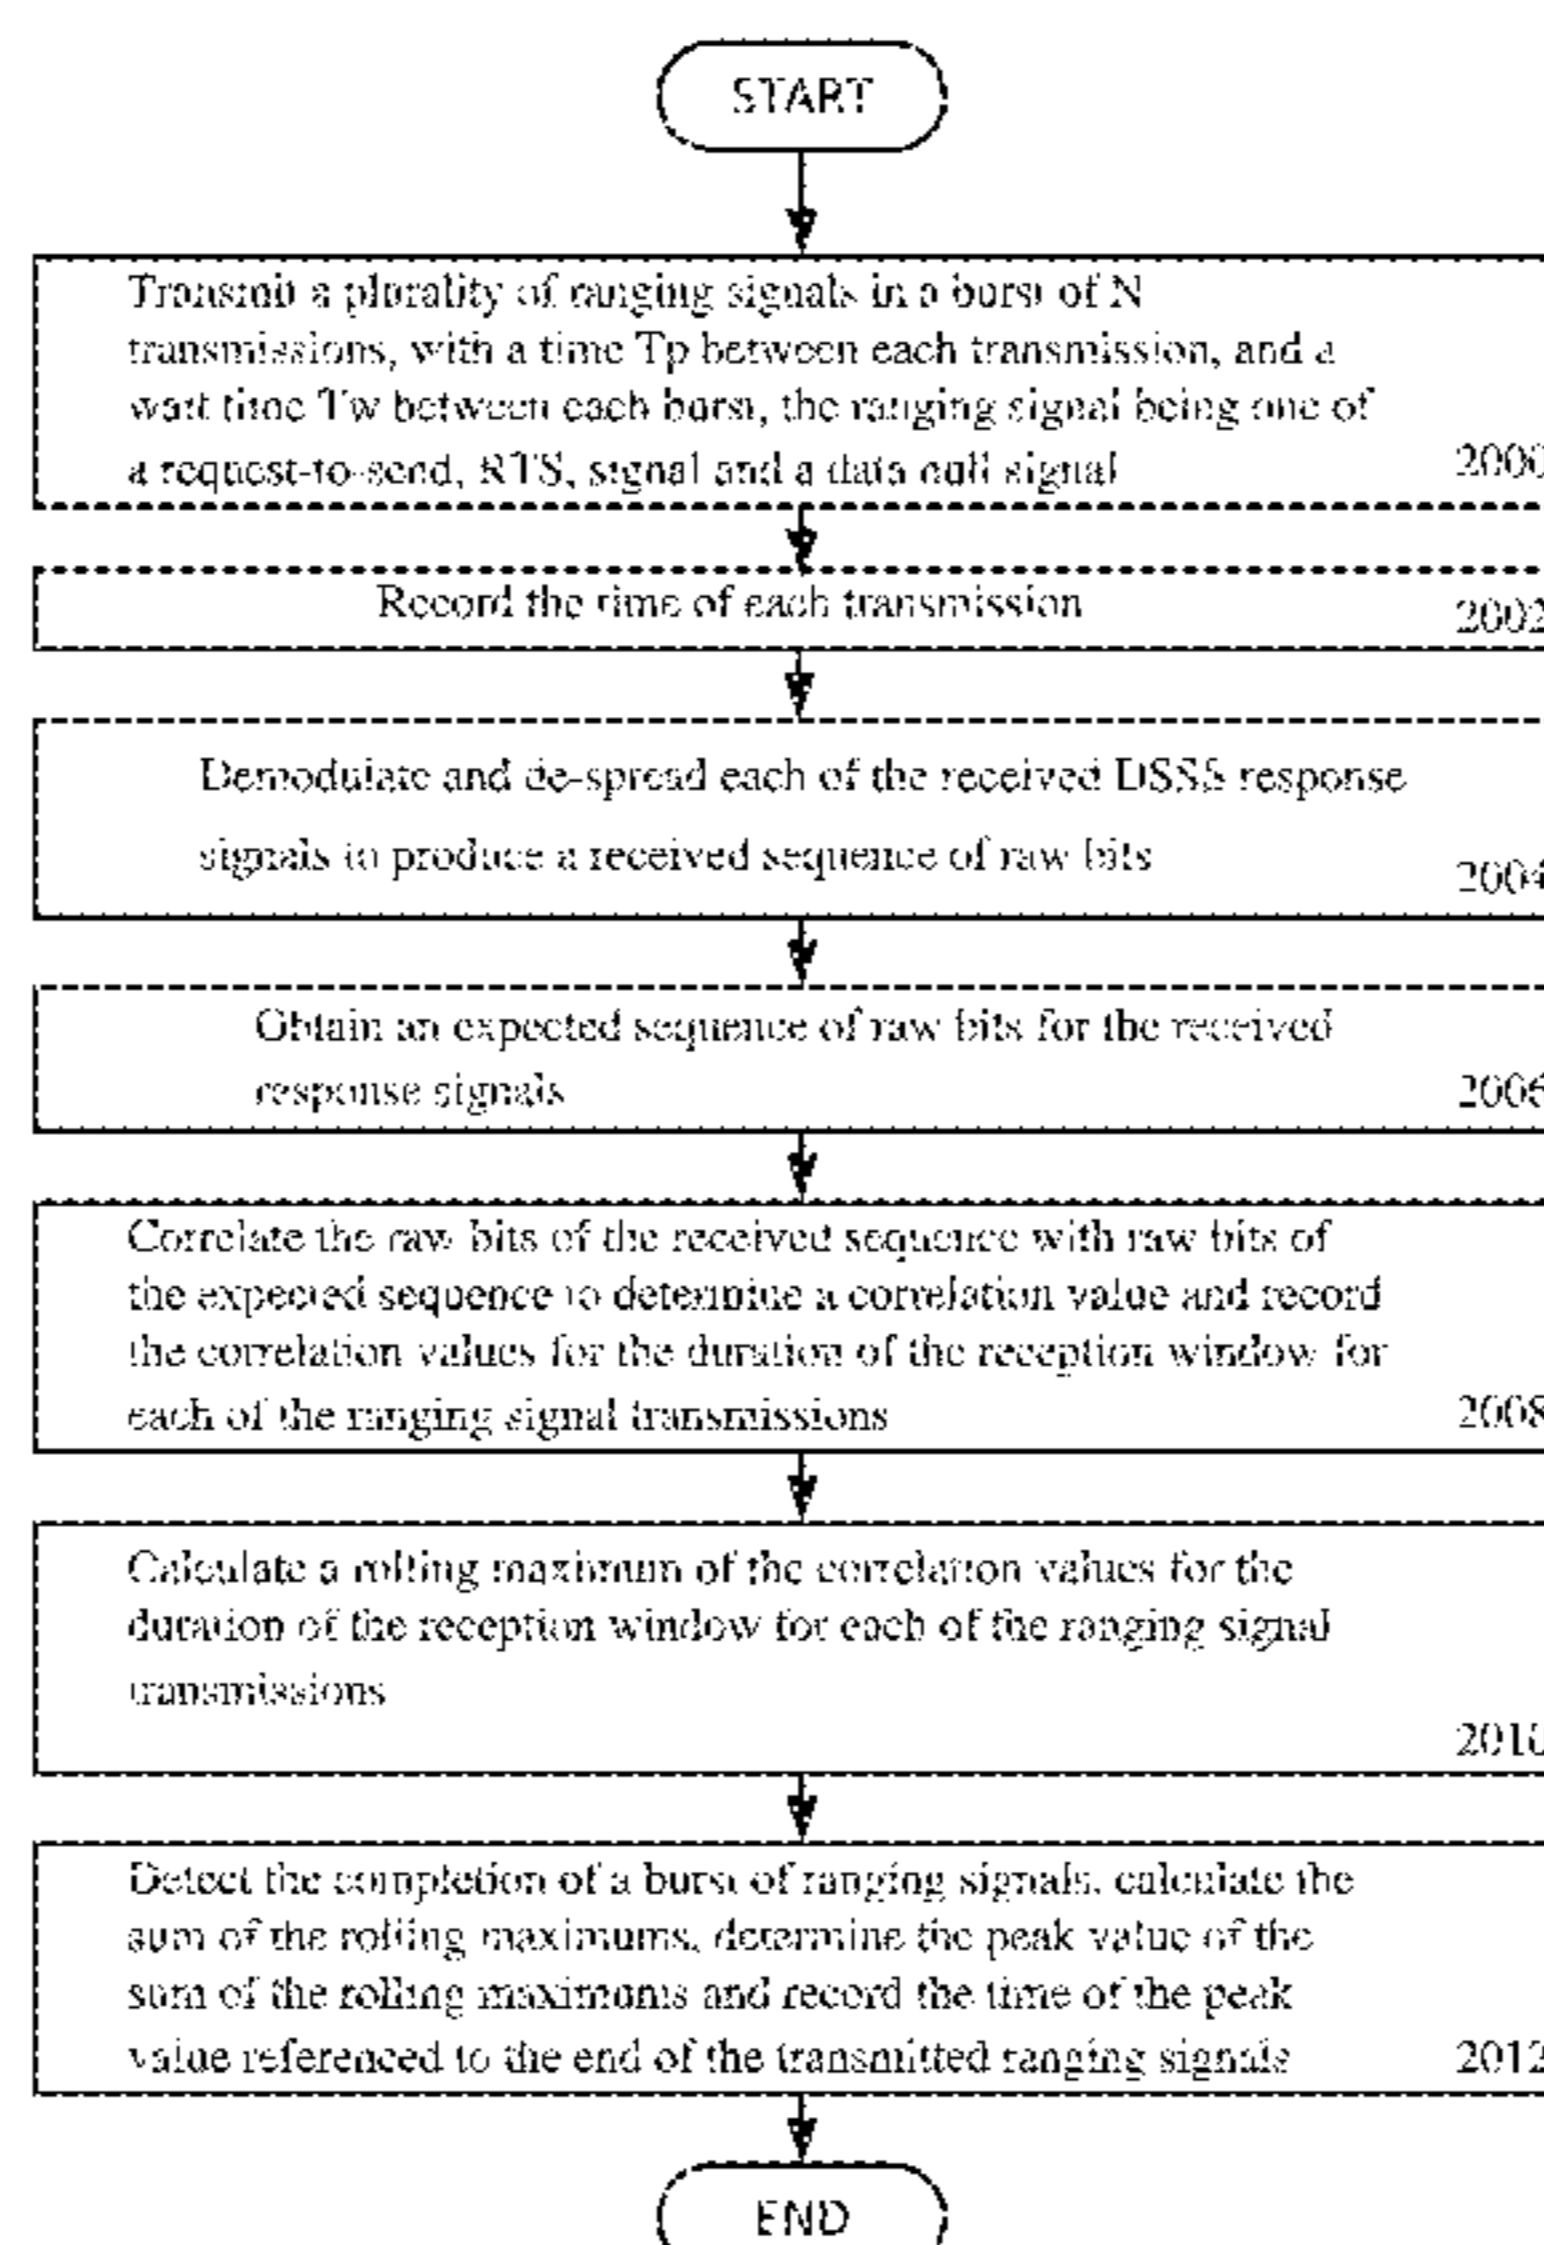 START
Transmit a plurality of ranging signals in a burst of N
transmissions, with a time Tp between each transmission, and a
wait time Tw between each burst, the ranging signal being one of
a request-to-send, RTS, signal and a data null signal
2000
Record the time of each transmission
2002
Demodulate and de-spread each of the received DSSS response
signals to produce a received sequence of raw bits
2004
Obtain an expected sequence of raw bits for the received
response signals
2006
Correlate the raw bits of the received sequence with raw bits of
the expected sequence to determine a correlation value and record
the correlation values for the duration of the reception window for
each of the ranging signal transmissions
2008
Calculate a rolling maximum of the correlation values for the
duration of the reception window for each of the ranging signal
transmissions
2010
Detect the completion of a burst of ranging signals, calculate the
sum of the rolling maximums, determine the peak value of the
sum of the rolling maximums and record the time of the peak
value referenced to the end of the transmitted ranging signals
2012
END